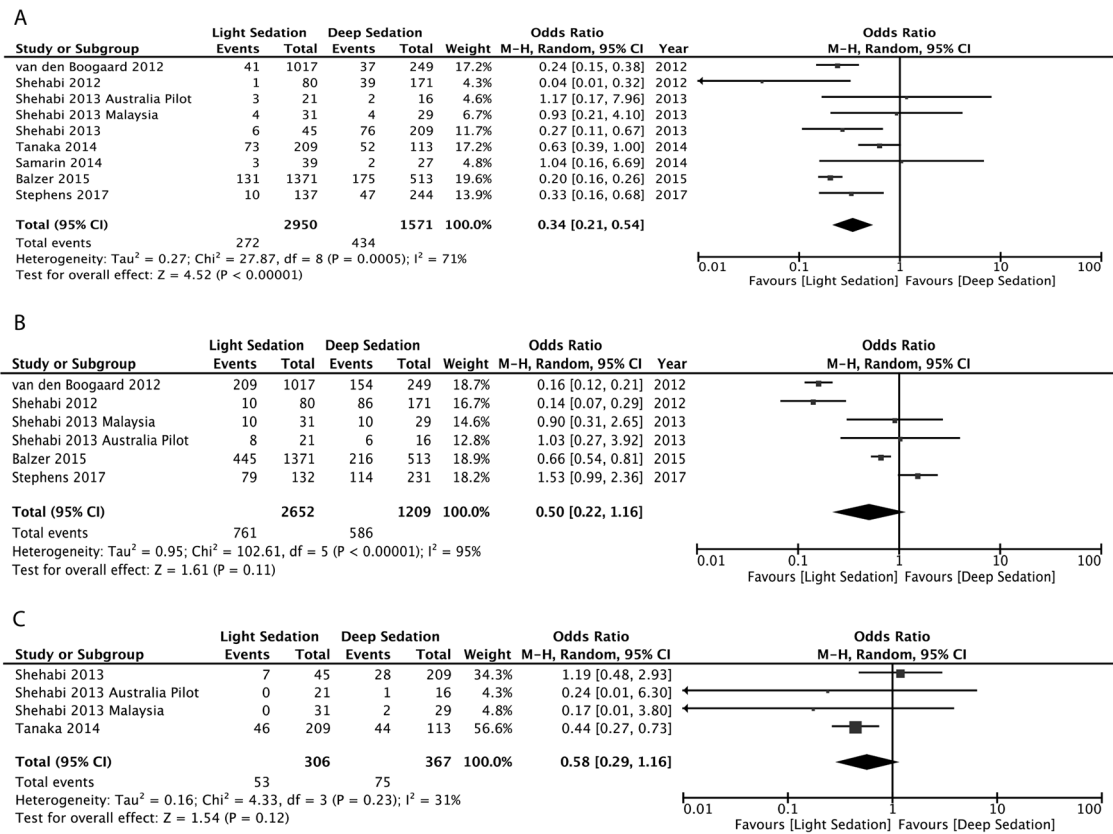 A
Light Sedation Deep Sedation Odds Ratio Odds Ratio
Study or Subgroup Events Total Events Total Weight M-H, Random, 95% CI Year M-H, Random, 95% CI
van den Boogaard 2012 41 1017 37 249 17.2% 0.24 [0.15, 0.38] 2012
Shehabi 2012 1 80 39 171 4.3% 0.04 [0.01, 0.32] 2012
Shehabi 2013 Australia Pilot 3 21 2 16 4.6% 1.17 [0.17, 7.96] 2013
Shehabi 2013 Malaysia 4 31 4 29 6.7% 0.93 [0.21, 4.10] 2013
Shehabi 2013 6 45 76 209 11.7% 0.27 [0.11, 0.67] 2013
Tanaka 2014 73 209 52 113 17.2% 0.63 [0.39, 1.00] 2014
Samarin 2014 3 39 2 27 4.8% 1.04 [0.16, 6.69] 2014
Balzer 2015 131 1371 175 513 19.6% 0.20 [0.16, 0.26] 2015
Stephens 2017 10 137 47 244 13.9% 0.33 [0.16, 0.68] 2017
Total (95% CI) 2950 1571 100.0% 0.34 [0.21, 0.54]
Total events 272 434
Heterogeneity: Tau² = 0.27; Chi² = 27.87, df = 8 (P = 0.0005); I² = 71%
Test for overall effect: Z = 4.52 (P < 0.00001)
0.01 0.1 1 10 100
Favours [Light Sedation] Favours [Deep Sedation]
B
Light Sedation Deep Sedation Odds Ratio Odds Ratio
Study or Subgroup Events Total Events Total Weight M-H, Random, 95% CI Year M-H, Random, 95% CI
van den Boogaard 2012 209 1017 154 249 18.7% 0.16 [0.12, 0.21] 2012
Shehabi 2012 10 80 86 171 16.7% 0.14 [0.07, 0.29] 2012
Shehabi 2013 Malaysia 10 31 10 29 14.6% 0.90 [0.31, 2.65] 2013
Shehabi 2013 Australia Pilot 8 21 6 16 12.8% 1.03 [0.27, 3.92] 2013
Balzer 2015 445 1371 216 513 18.9% 0.66 [0.54, 0.81] 2015
Stephens 2017 79 132 114 231 18.2% 1.53 [0.99, 2.36] 2017
Total (95% CI) 2652 1209 100.0% 0.50 [0.22, 1.16]
Total events 761 586
Heterogeneity: Tau² = 0.95; Chi² = 102.61, df = 5 (P < 0.00001); I² = 95%
Test for overall effect: Z = 1.61 (P = 0.11)
0.01 0.1 1 10 100
Favours [Light Sedation] Favours [Deep Sedation]
C
Light Sedation Deep Sedation Odds Ratio Odds Ratio
Study or Subgroup Events Total Events Total Weight M-H, Random, 95% CI M-H, Random, 95% CI
Shehabi 2013 7 45 28 209 34.3% 1.19 [0.48, 2.93]
Shehabi 2013 Australia Pilot 0 21 1 16 4.3% 0.24 [0.01, 6.30]
Shehabi 2013 Malaysia 0 31 2 29 4.8% 0.17 [0.01, 3.80]
Tanaka 2014 46 209 44 113 56.6% 0.44 [0.27, 0.73]
Total (95% CI) 306 367 100.0% 0.58 [0.29, 1.16]
Total events 53 75
Heterogeneity: Tau² = 0.16; Chi² = 4.33, df = 3 (P = 0.23); I² = 31%
Test for overall effect: Z = 1.54 (P = 0.12)
0.01 0.1 1 10 100
Favours [Light Sedation] Favours [Deep Sedation]